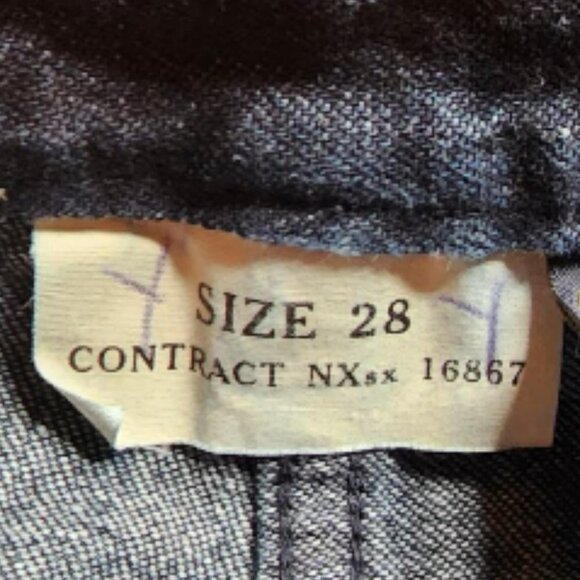 SIZE 28
CONTRACT NXsx 16867